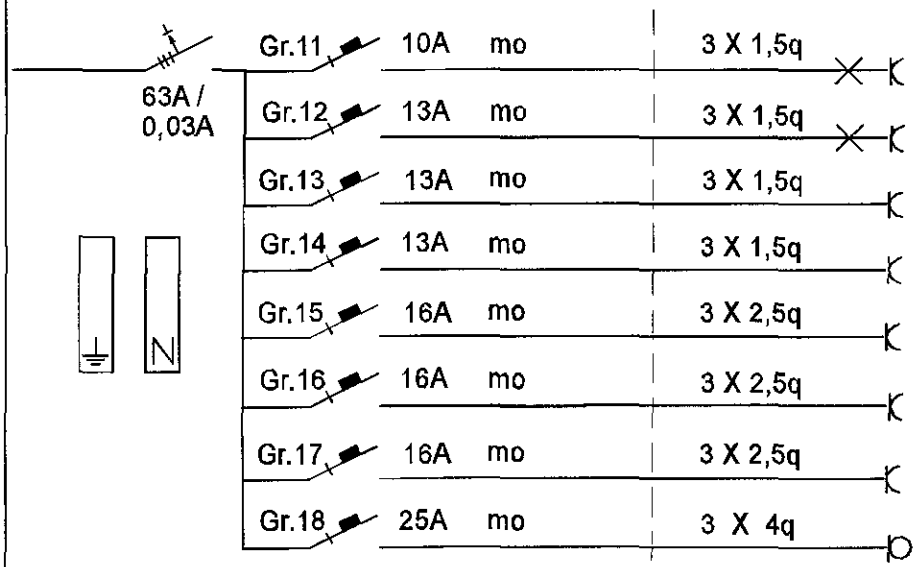 Gr.11 10A mo 3 X 1,5q
63A /
0,03A
Gr.12 13A mo 3 X 1,5q
Gr.13 13A mo 3 X 1,5q
Gr.14 13A mo 3 X 1,5q
Gr.15 16A mo 3 X 2,5q
N
Gr.16 16A mo 3 X 2,5q
Gr.17 16A mo 3 X 2,5q
Gr.18 25A mo 3 X 4q